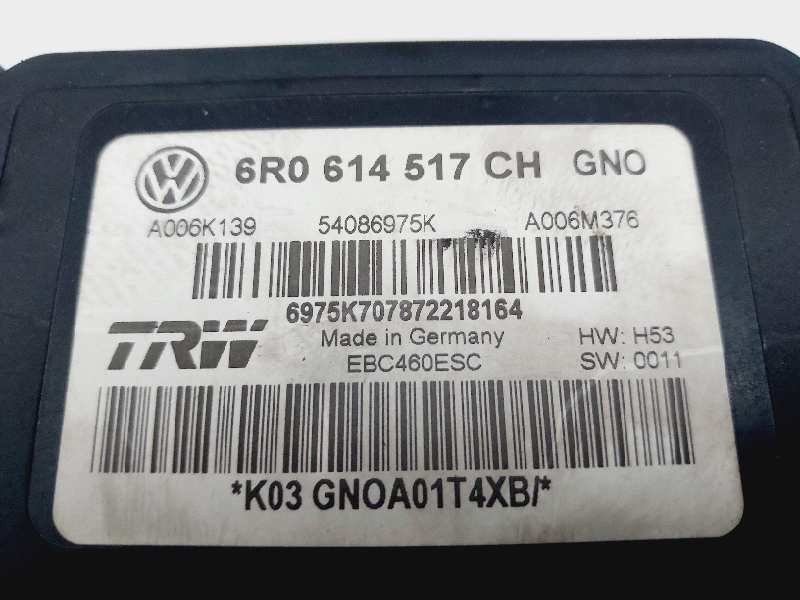 6R0 614 517 CH GNO
A006K139 54086975K A006M376
6975K707872218164
TRW Made in Germany HW: H53
EBC460ESC SW: 0011
*K03 GNOA01T4XB/*